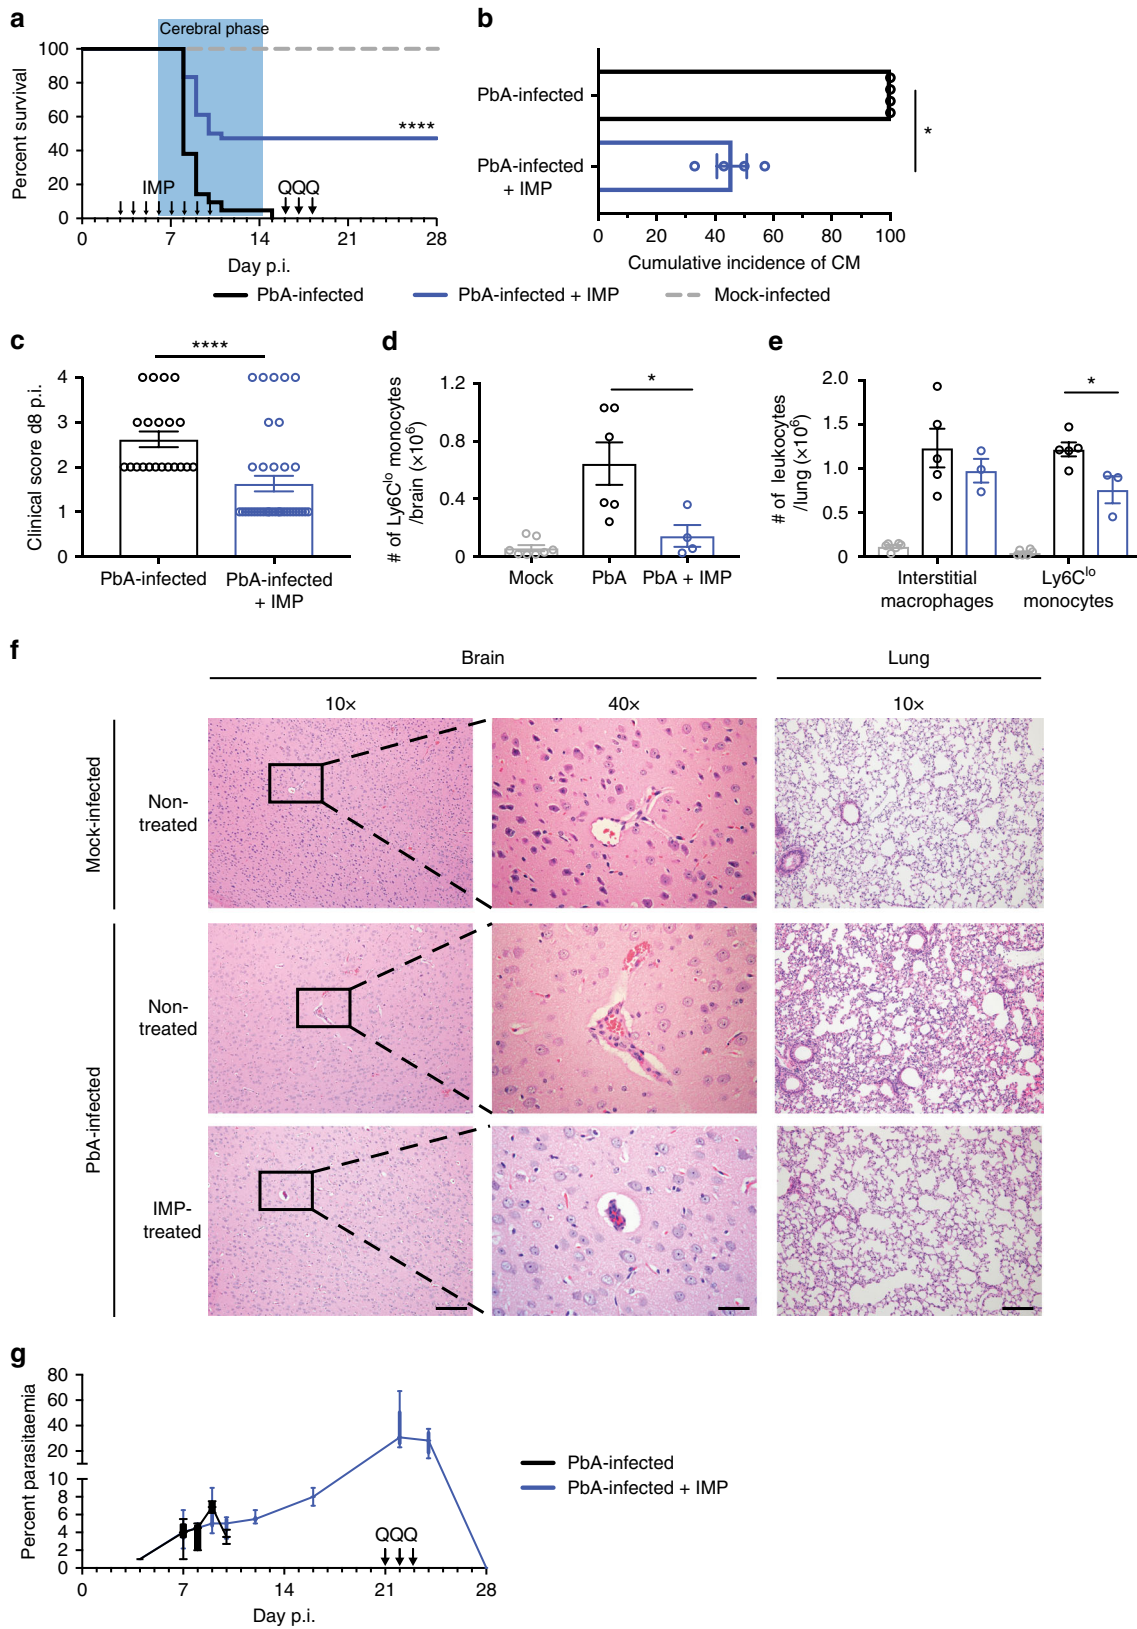 a
Cerebral phase
Percent survival
100
80
60
40
20
0
IMP
QQQ
****
0 7 14 21 28
Day p.i.
b
PbA-infected
PbA-infected
+ IMP
*
0 20 40 60 80 100
Cumulative incidence of CM
PbA-infected
PbA-infected + IMP
Mock-infected
c
Clinical score d8 p.i.
****
4
3
2
1
0
PbA-infected
PbA-infected
+ IMP
d
# of Ly6C^lo monocytes
/brain (×10^6)
*
1.2
0.8
0.4
0
Mock PbA PbA + IMP
e
# of leukocytes
/lung (×10^6)
*
2.0
1.5
1.0
0.5
0
Interstitial
macrophages
Ly6C^lo
monocytes
f
Brain Lung
10× 40× 10×
Mock-infected
Non-
treated
PbA-infected
Non-
treated
IMP-
treated
g
Percent parasitaemia
80
60
40
20
10
8
6
4
2
0
QQQ
0 7 14 21 28
Day p.i.
PbA-infected
PbA-infected + IMP